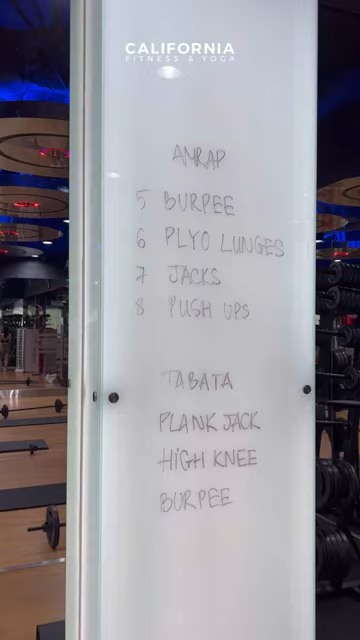 CALIFORNIA
FITNESS & YOGA
AMRAP
5 BURPEE
6 PLYO LUNGES
7 JACKS
8 PUSH UPS
TABATA
PLANK JACK
HIGH KNEE
BURPEE